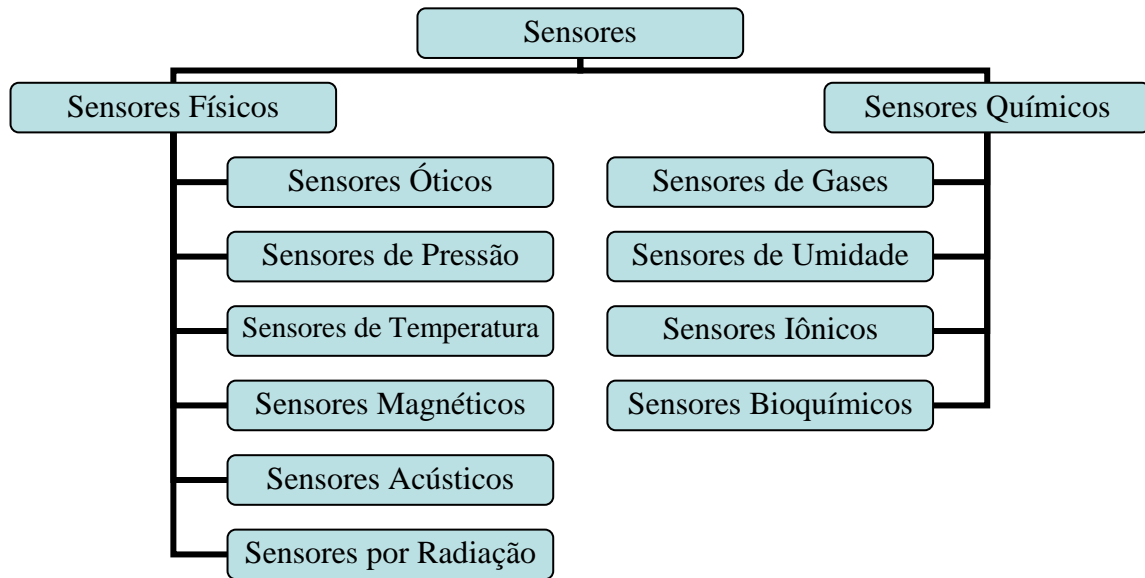 Sensores
Sensores Físicos
Sensores Químicos
Sensores Óticos
Sensores de Pressão
Sensores de Temperatura
Sensores Magnéticos
Sensores Acústicos
Sensores por Radiação
Sensores de Gases
Sensores de Umidade
Sensores Iônicos
Sensores Bioquímicos